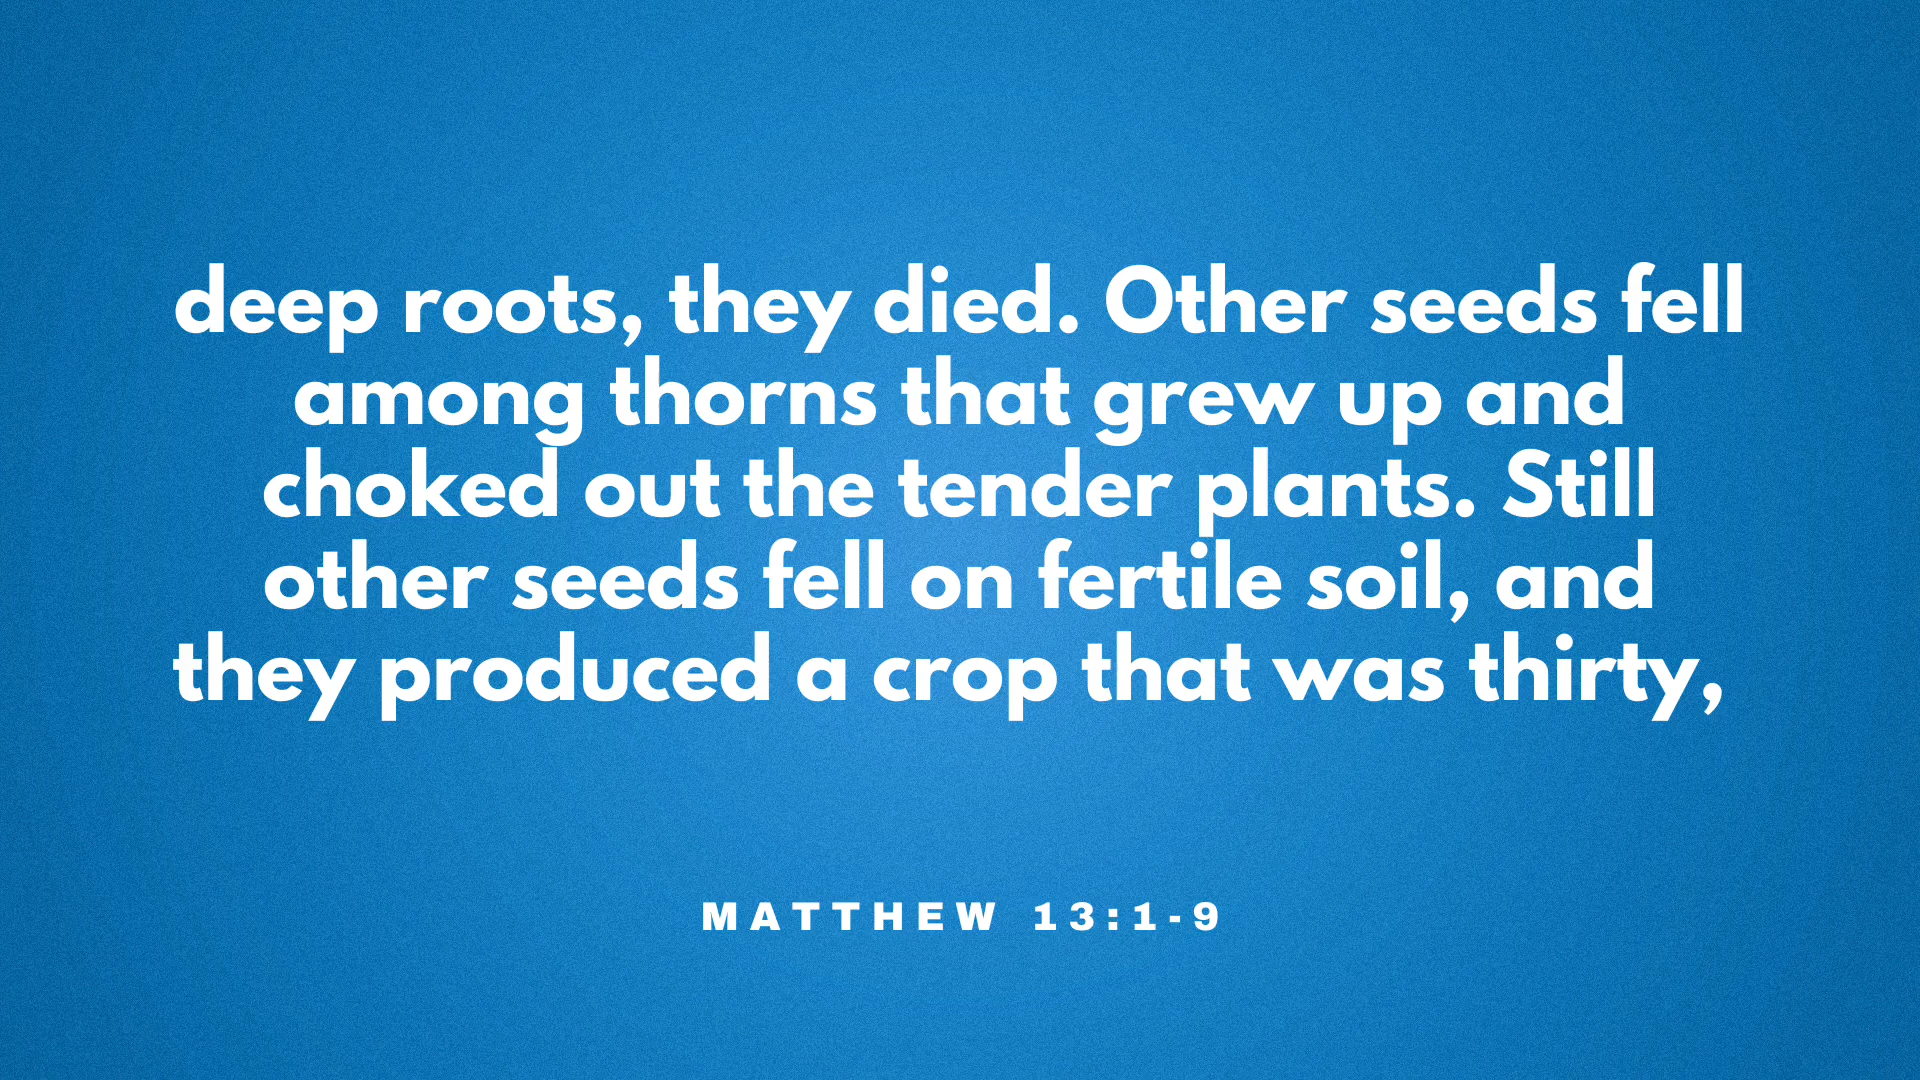 deep roots, they died. Other seeds fell
among thorns that grew up and
choked out the tender plants. Still
other seeds fell on fertile soil, and
they produced a crop that was thirty,
MATTHEW 13:1-9